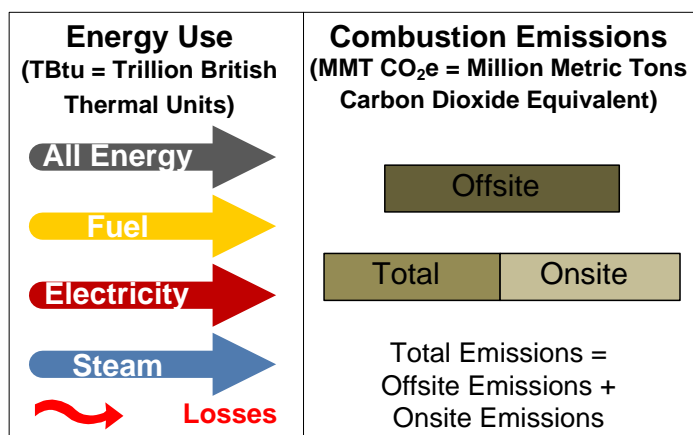 Energy Use
(TBtu = Trillion British
Thermal Units)
All Energy
Fuel
Electricity
Steam
Losses
Combustion Emissions
(MMT CO₂e = Million Metric Tons
Carbon Dioxide Equivalent)
Offsite
Total Onsite
Total Emissions =
Offsite Emissions +
Onsite Emissions